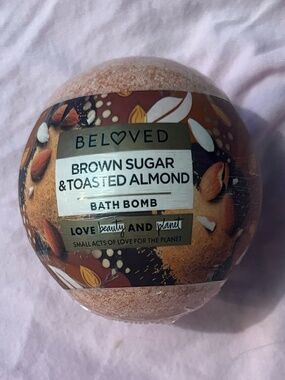 BELOVED
BROWN SUGAR
& TOASTED ALMOND
BATH BOMB
LOVE beauty AND planet
SMALL ACTS OF LOVE FOR THE PLANET